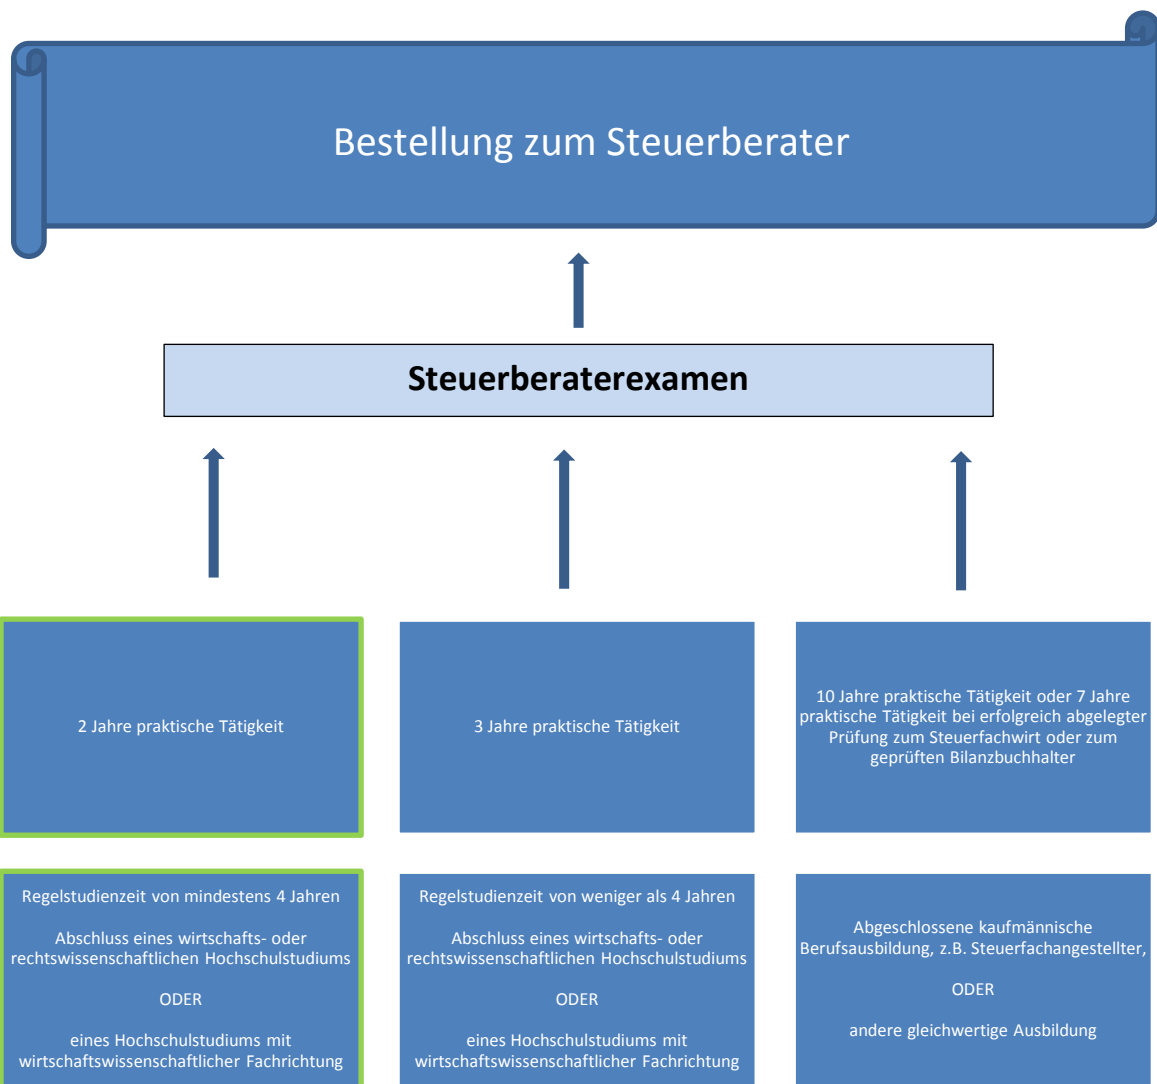 Bestellung zum Steuerberater
Steuerberaterexamen
2 Jahre praktische Tätigkeit
3 Jahre praktische Tätigkeit
10 Jahre praktische Tätigkeit oder 7 Jahre
praktische Tätigkeit bei erfolgreich abgelegter
Prüfung zum Steuerfachwirt oder zum
geprüften Bilanzbuchhalter
Regelstudienzeit von mindestens 4 Jahren
Abschluss eines wirtschafts- oder
rechtswissenschaftlichen Hochschulstudiums
ODER
eines Hochschulstudiums mit
wirtschaftswissenschaftlicher Fachrichtung
Regelstudienzeit von weniger als 4 Jahren
Abschluss eines wirtschafts- oder
rechtswissenschaftlichen Hochschulstudiums
ODER
eines Hochschulstudiums mit
wirtschaftswissenschaftlicher Fachrichtung
Abgeschlossene kaufmännische
Berufsausbildung, z.B. Steuerfachangestellter,
ODER
andere gleichwertige Ausbildung